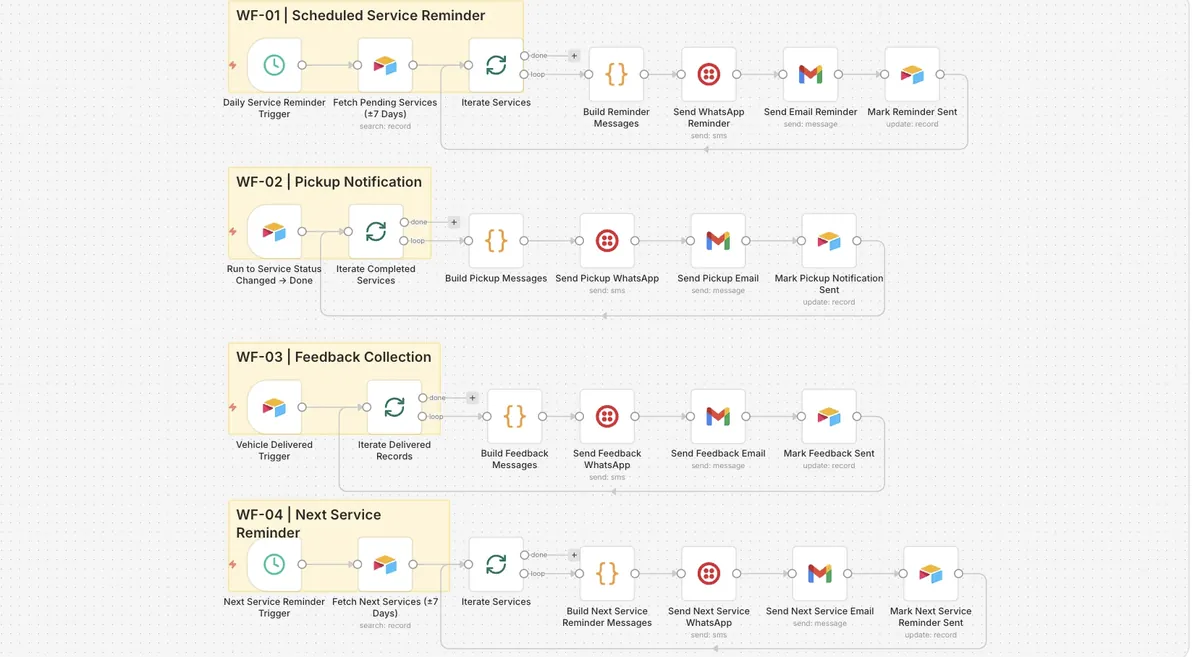 WF-01 | Scheduled Service Reminder
done
+
loop
{}
Daily Service Reminder
Trigger
Fetch Pending Services
(±7 Days)
search: record
Iterate Services
Build Reminder
Messages
Send WhatsApp
Reminder
send: sms
Send Email Reminder
send: message
Mark Reminder Sent
update: record
WF-02 | Pickup Notification
done
+
loop
{}
Run to Service Status
Changed → Done
Iterate Completed
Services
Build Pickup Messages
Send Pickup WhatsApp
send: sms
Send Pickup Email
send: message
Mark Pickup Notification
Sent
update: record
WF-03 | Feedback Collection
done
+
loop
{}
Vehicle Delivered
Trigger
Iterate Delivered
Records
Build Feedback
Messages
Send Feedback
WhatsApp
send: sms
Send Feedback Email
send: message
Mark Feedback Sent
update: record
WF-04 | Next Service
Reminder
done
+
loop
{}
Next Service Reminder
Trigger
Fetch Next Services (±7
Days)
search: record
Iterate Services
Build Next Service
Reminder Messages
Send Next Service
WhatsApp
send: sms
Send Next Service Email
send: message
Mark Next Service
Reminder Sent
update: record